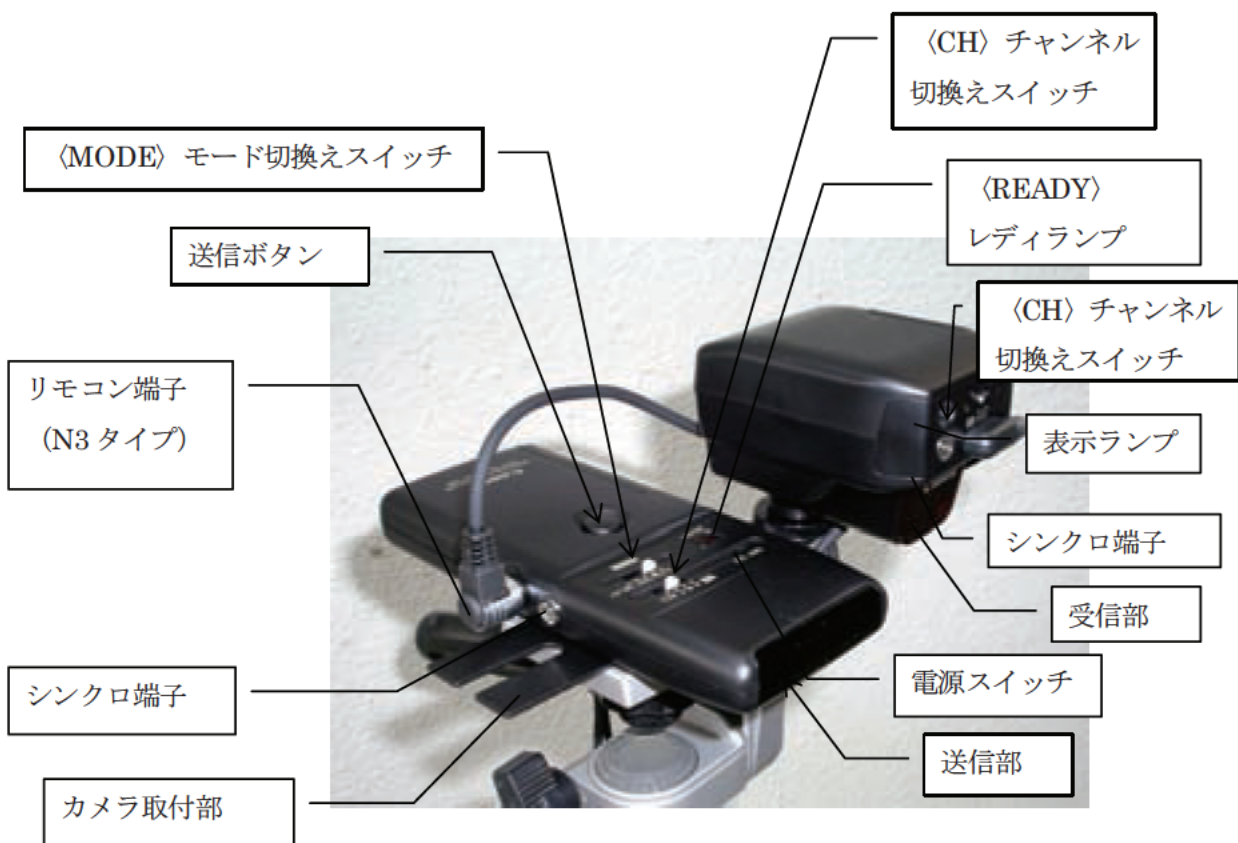 〈CH〉チャンネル
切換えスイッチ
〈MODE〉モード切換えスイッチ
〈READY〉
レディランプ
送信ボタン
〈CH〉チャンネル
切換えスイッチ
リモコン端子
（N3 タイプ）
表示ランプ
シンクロ端子
受信部
シンクロ端子
電源スイッチ
送信部
カメラ取付部